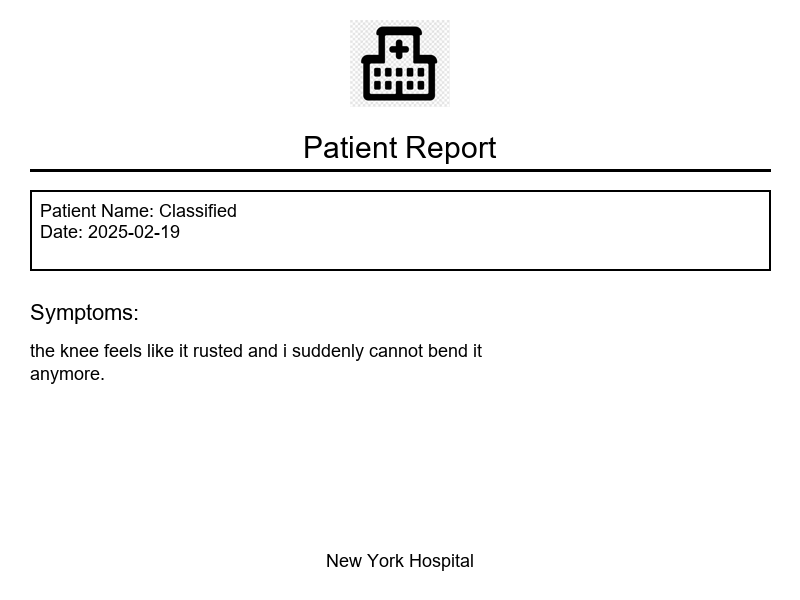 Patient Report
Patient Name: Classified
Date: 2025-02-19
Symptoms:
the knee feels like it rusted and i suddenly cannot bend it
anymore.
New York Hospital